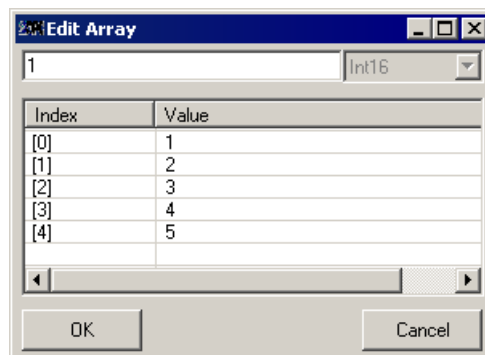 Edit Array
1 Int16
Index Value
[0] 1
[1] 2
[2] 3
[3] 4
[4] 5
OK Cancel